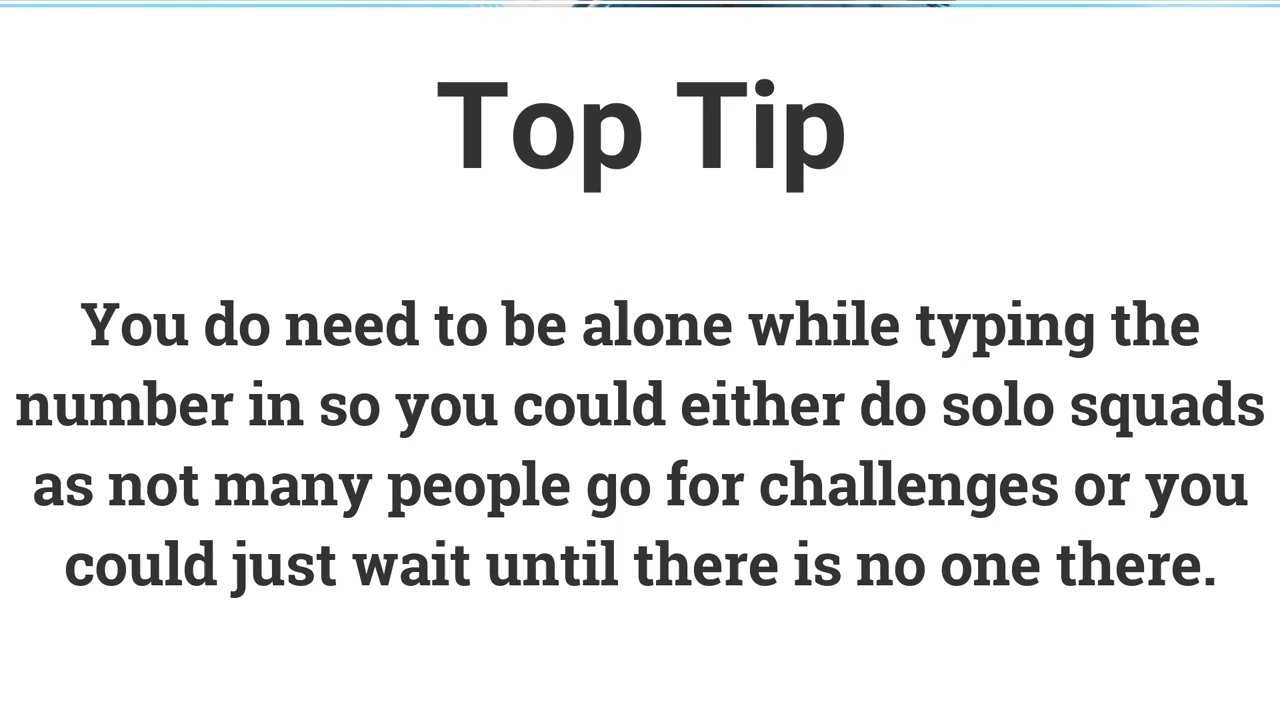 Top Tip
You do need to be alone while typing the
number in so you could either do solo squads
as not many people go for challenges or you
could just wait until there is no one there.